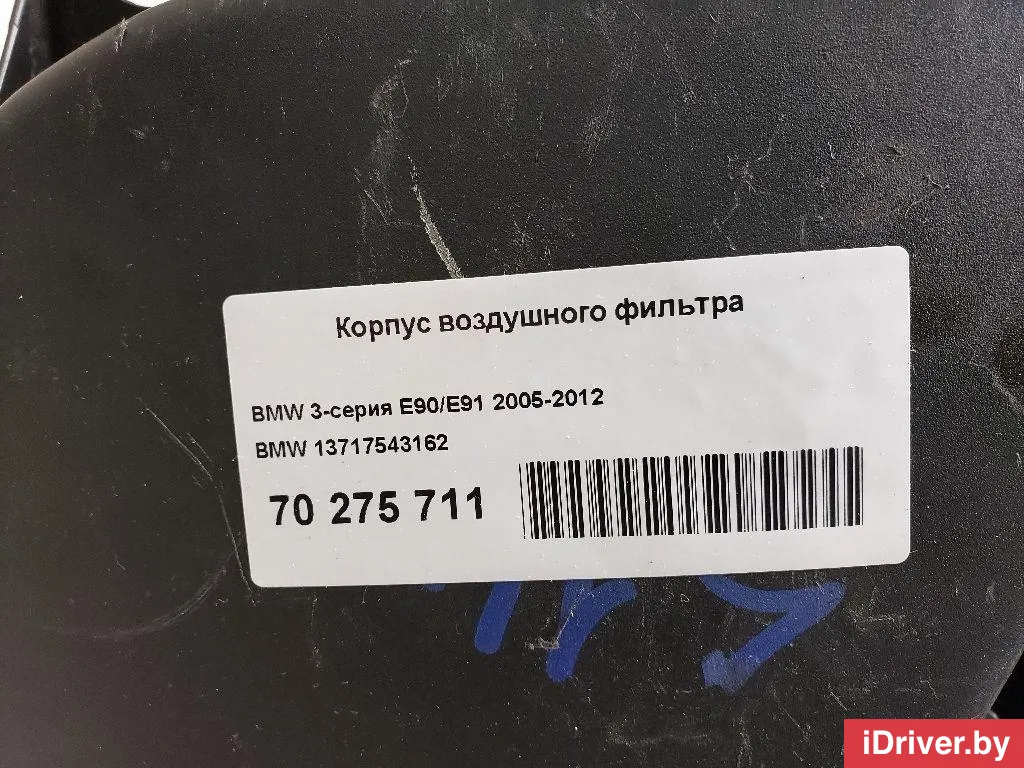 Корпус воздушного фильтра
BMW 3-серия E90/E91 2005-2012
BMW 13717543162
70 275 711
iDriver.by